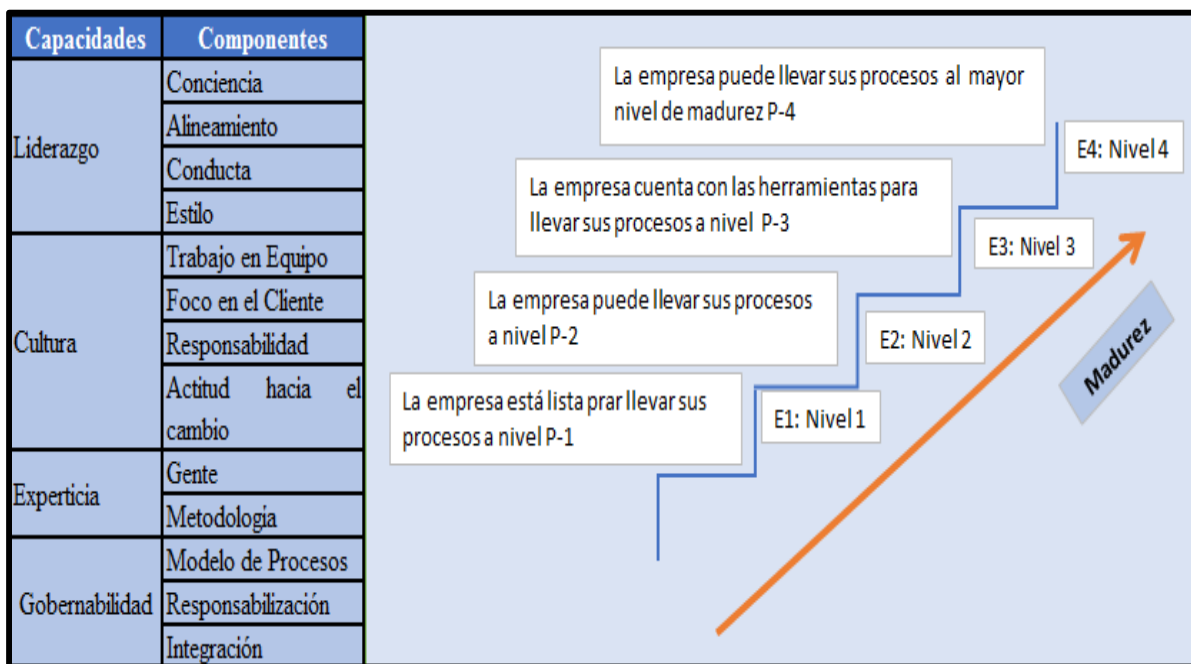 Capacidades
Componentes
Liderazgo
Conciencia
Alineamiento
Conducta
Estilo
Cultura
Trabajo en Equipo
Foco en el Cliente
Responsabilidad
Actitud hacia el
cambio
Experticia
Gente
Metodología
Gobernabilidad
Modelo de Procesos
Responsabilización
Integración
La empresa puede llevar sus procesos al mayor
nivel de madurez P-4
E4: Nivel 4
La empresa cuenta con las herramientas para
llevar sus procesos a nivel P-3
E3: Nivel 3
La empresa puede llevar sus procesos
a nivel P-2
E2: Nivel 2
La empresa está lista prar llevar sus
procesos a nivel P-1
E1: Nivel 1
Madurez